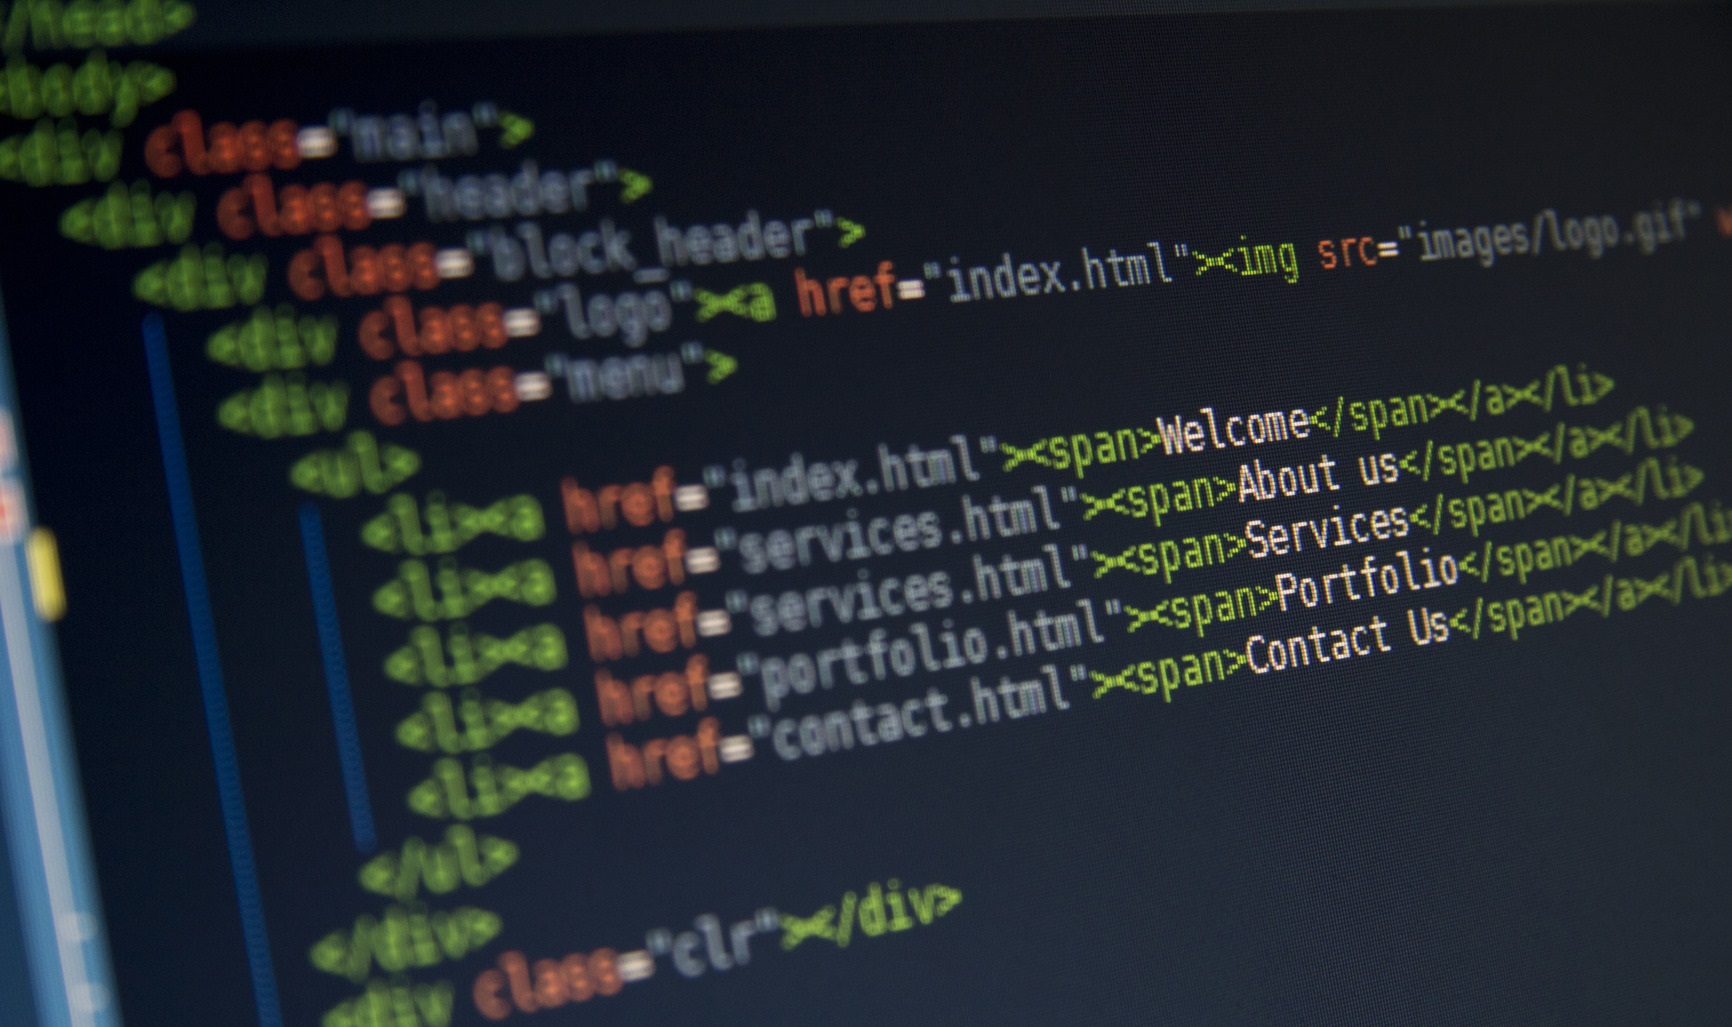 </head>
<body>
<div class="main">
<div class="header">
<div class="block_header">
<div class="logo"><a href="index.html"><img src="images/logo.gif"
<div class="menu">
<ul>
<li><a href="index.html"><span>Welcome</span></a></li>
<li><a href="services.html"><span>About us</span></a></li>
<li><a href="services.html"><span>Services</span></a></li>
<li><a href="portfolio.html"><span>Portfolio</span></a></li
<li><a href="contact.html"><span>Contact Us</span></a></li>
</ul>
</div>
<div class="clr"></div>